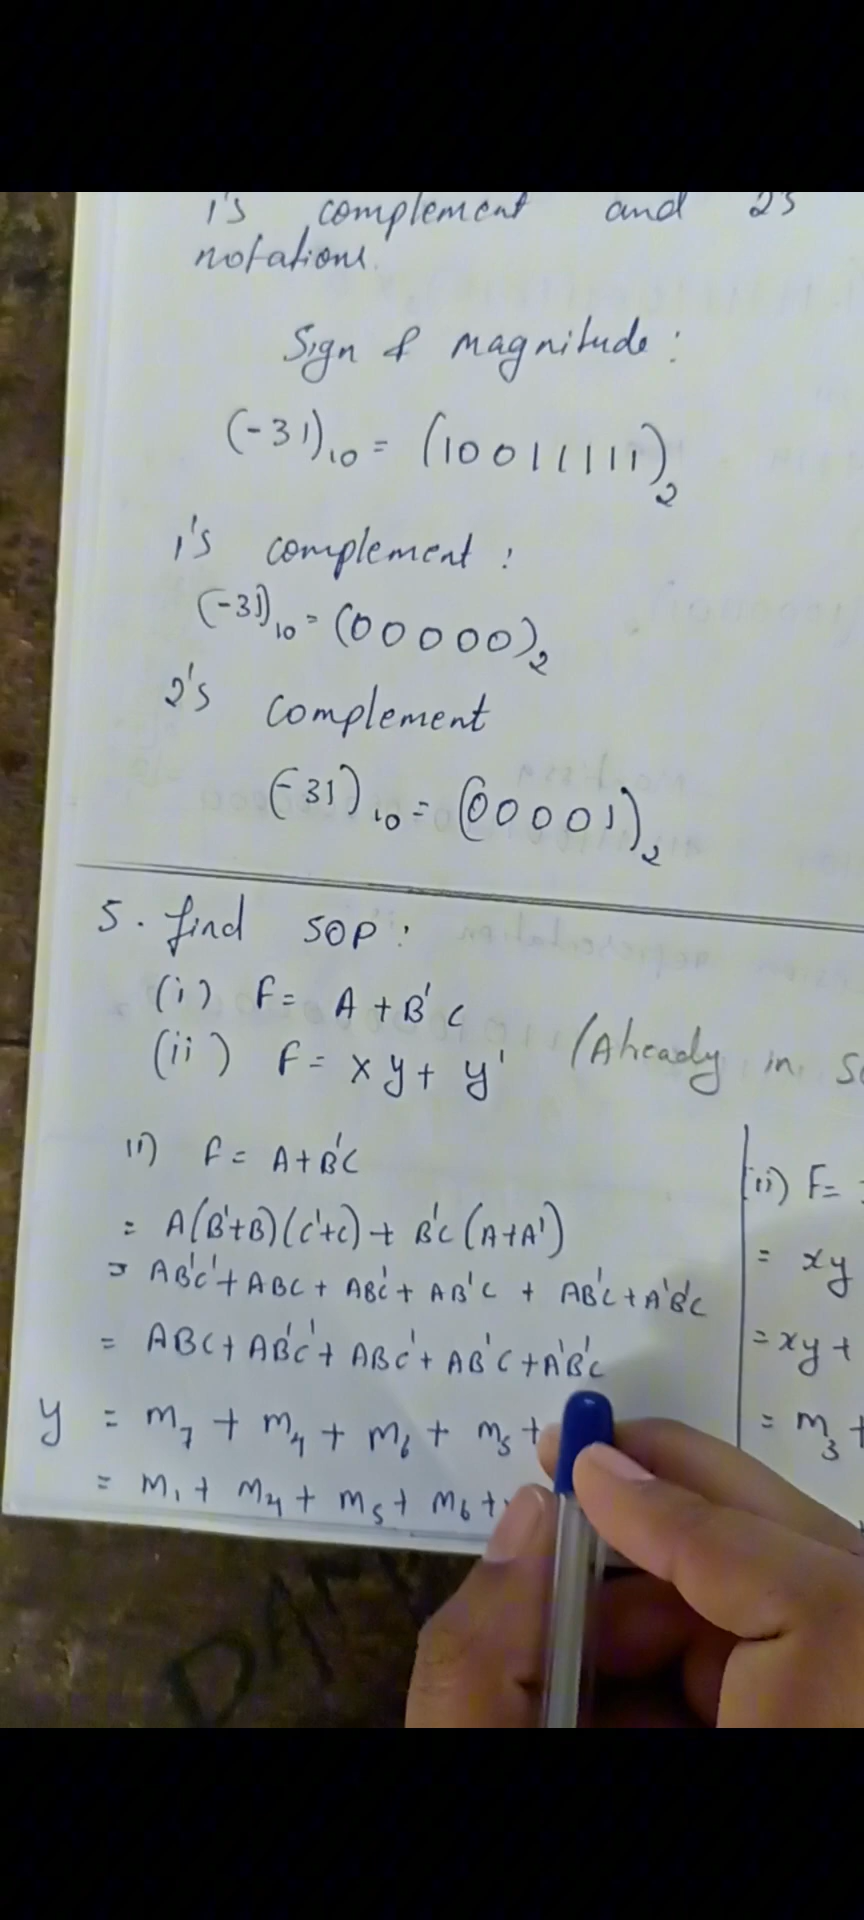 1's complement and 2's
notations.
Sign & magnitude :
(-31)₁₀ = (10011111)₂
1's complement :
(-31)₁₀ = (00000)₂
2's complement
(-31)₁₀ = (00001)₂
5. find SOP :
(i) F = A + B'C
(ii) F = xy + y' (Already in
ii) F = A + B'C
= A(B'+B)(C'+C) + B'C(A+A')
= AB'C' + ABC + ABC' + AB'C + AB'C + A'B'C
= ABC + AB'C' + ABC' + AB'C + A'B'C
y = m₇ + m₄ + m₆ + m₅ +
= m₁ + m₄ + m₅ + m₆ +
(ii) F =
= xy
= xy +
= m₃ +